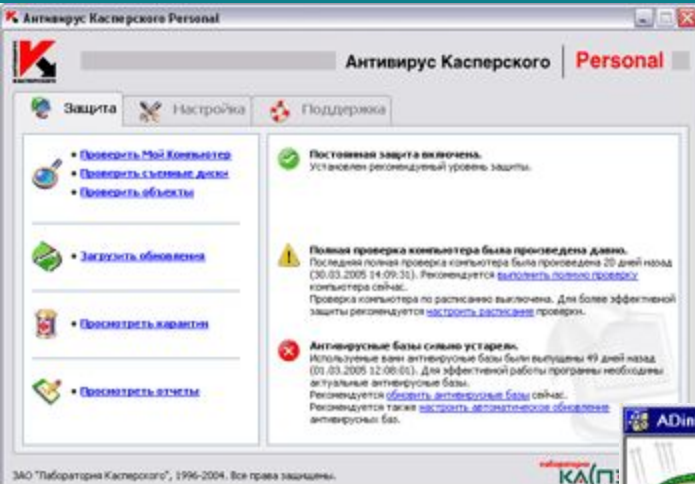 Антивирус Касперского Personal
Антивирус Касперского Personal
Защита Настройка Поддержка
Проверить Мой Компьютер
Проверить съемные диски
Проверить объекты
Загрузить обновления
Просмотреть карантин
Просмотреть отчеты
Постоянная защита включена.
Установлен рекомендуемый уровень защиты.
Полная проверка компьютера была произведена давно.
Последняя полная проверка компьютера была произведена 20 дней назад
(30.03.2005 14:09:31). Рекомендуется выполнить полную проверку
компьютера сейчас.
Проверка компьютера по расписанию выключена. Для более эффективной
защиты рекомендуется настроить расписание проверки.
Антивирусные базы сильно устарели.
Используемые вами антивирусные базы были выпущены 49 дней назад
(01.03.2005 12:08:01). Для эффективной работы программы необходимы
актуальные антивирусные базы.
Рекомендуется обновить антивирусные базы сейчас.
Рекомендуется также настроить автоматическое обновление
антивирусных баз.
ADin
ЗАО "Лаборатория Касперского", 1996-2004. Все права защищены.